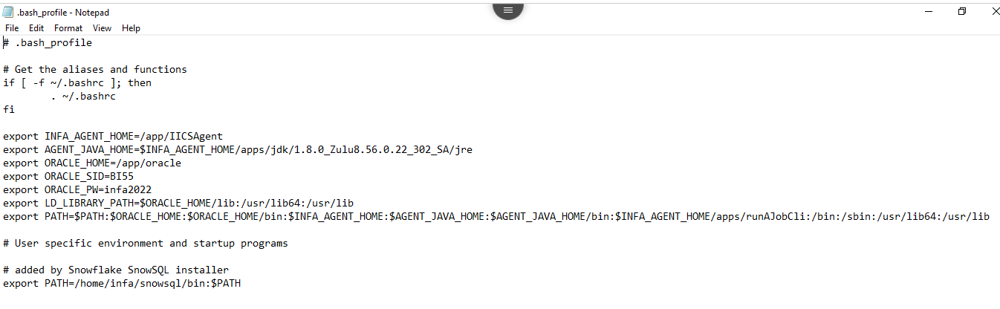 .bash_profile - Notepad
File Edit Format View Help
# .bash_profile
# Get the aliases and functions
if [ -f ~/.bashrc ]; then
        . ~/.bashrc
fi
export INFA_AGENT_HOME=/app/IICSAgent
export AGENT_JAVA_HOME=$INFA_AGENT_HOME/apps/jdk/1.8.0_Zulu8.56.0.22_302_SA/jre
export ORACLE_HOME=/app/oracle
export ORACLE_SID=BI55
export ORACLE_PW=infa2022
export LD_LIBRARY_PATH=$ORACLE_HOME/lib:/usr/lib64:/usr/lib
export PATH=$PATH:$ORACLE_HOME:$ORACLE_HOME/bin:$INFA_AGENT_HOME:$AGENT_JAVA_HOME:$AGENT_JAVA_HOME/bin:$INFA_AGENT_HOME/apps/runAJobCli:/bin:/sbin:/usr/lib64:/usr/lib
# User specific environment and startup programs
# added by Snowflake SnowSQL installer
export PATH=/home/infa/snowsql/bin:$PATH